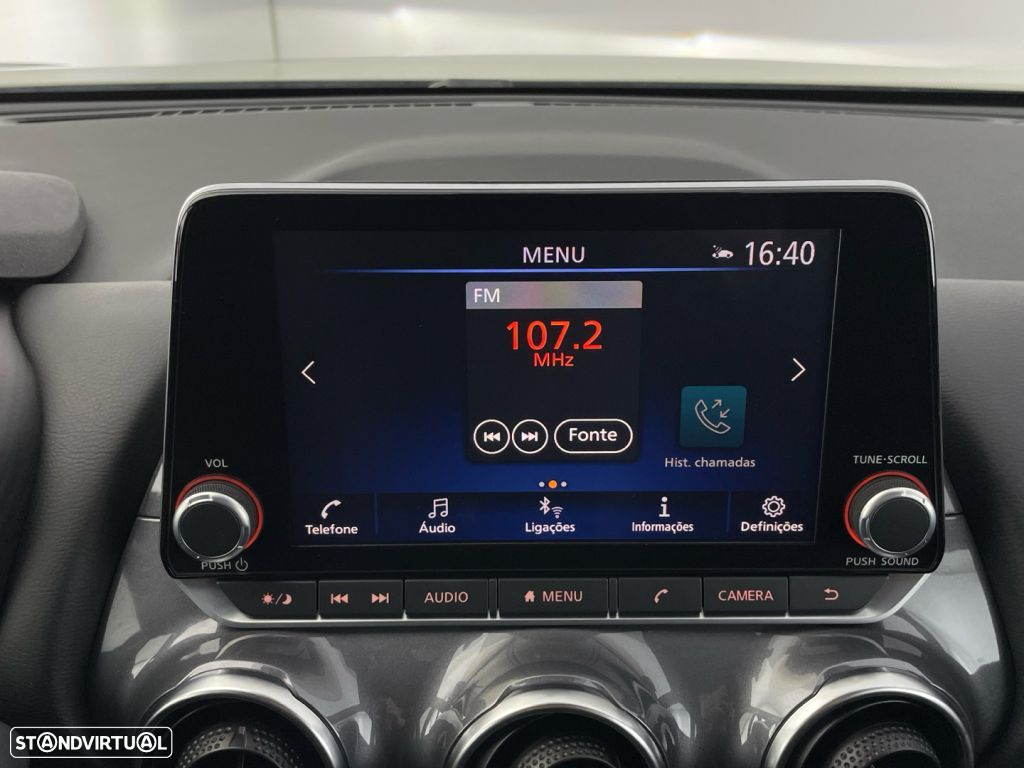 MENU
16:40
FM
107.2
MHz
Fonte
Hist. chamadas
Telefone
Áudio
Ligações
Informações
Definições
VOL
PUSH
TUNE·SCROLL
PUSH SOUND
AUDIO
MENU
CAMERA
STANDVIRTUAL